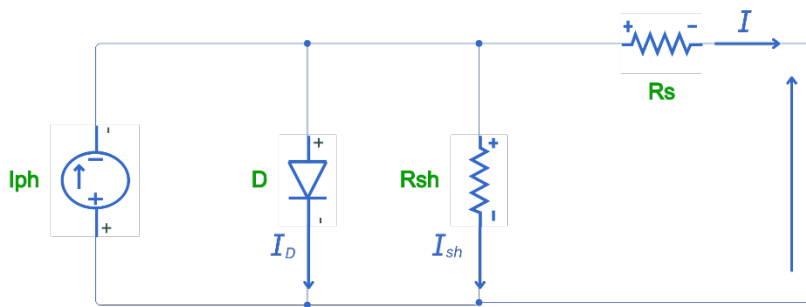 + - I
Rs
- + +
Iph - + D Rsh
+ - -
I_D I_sh